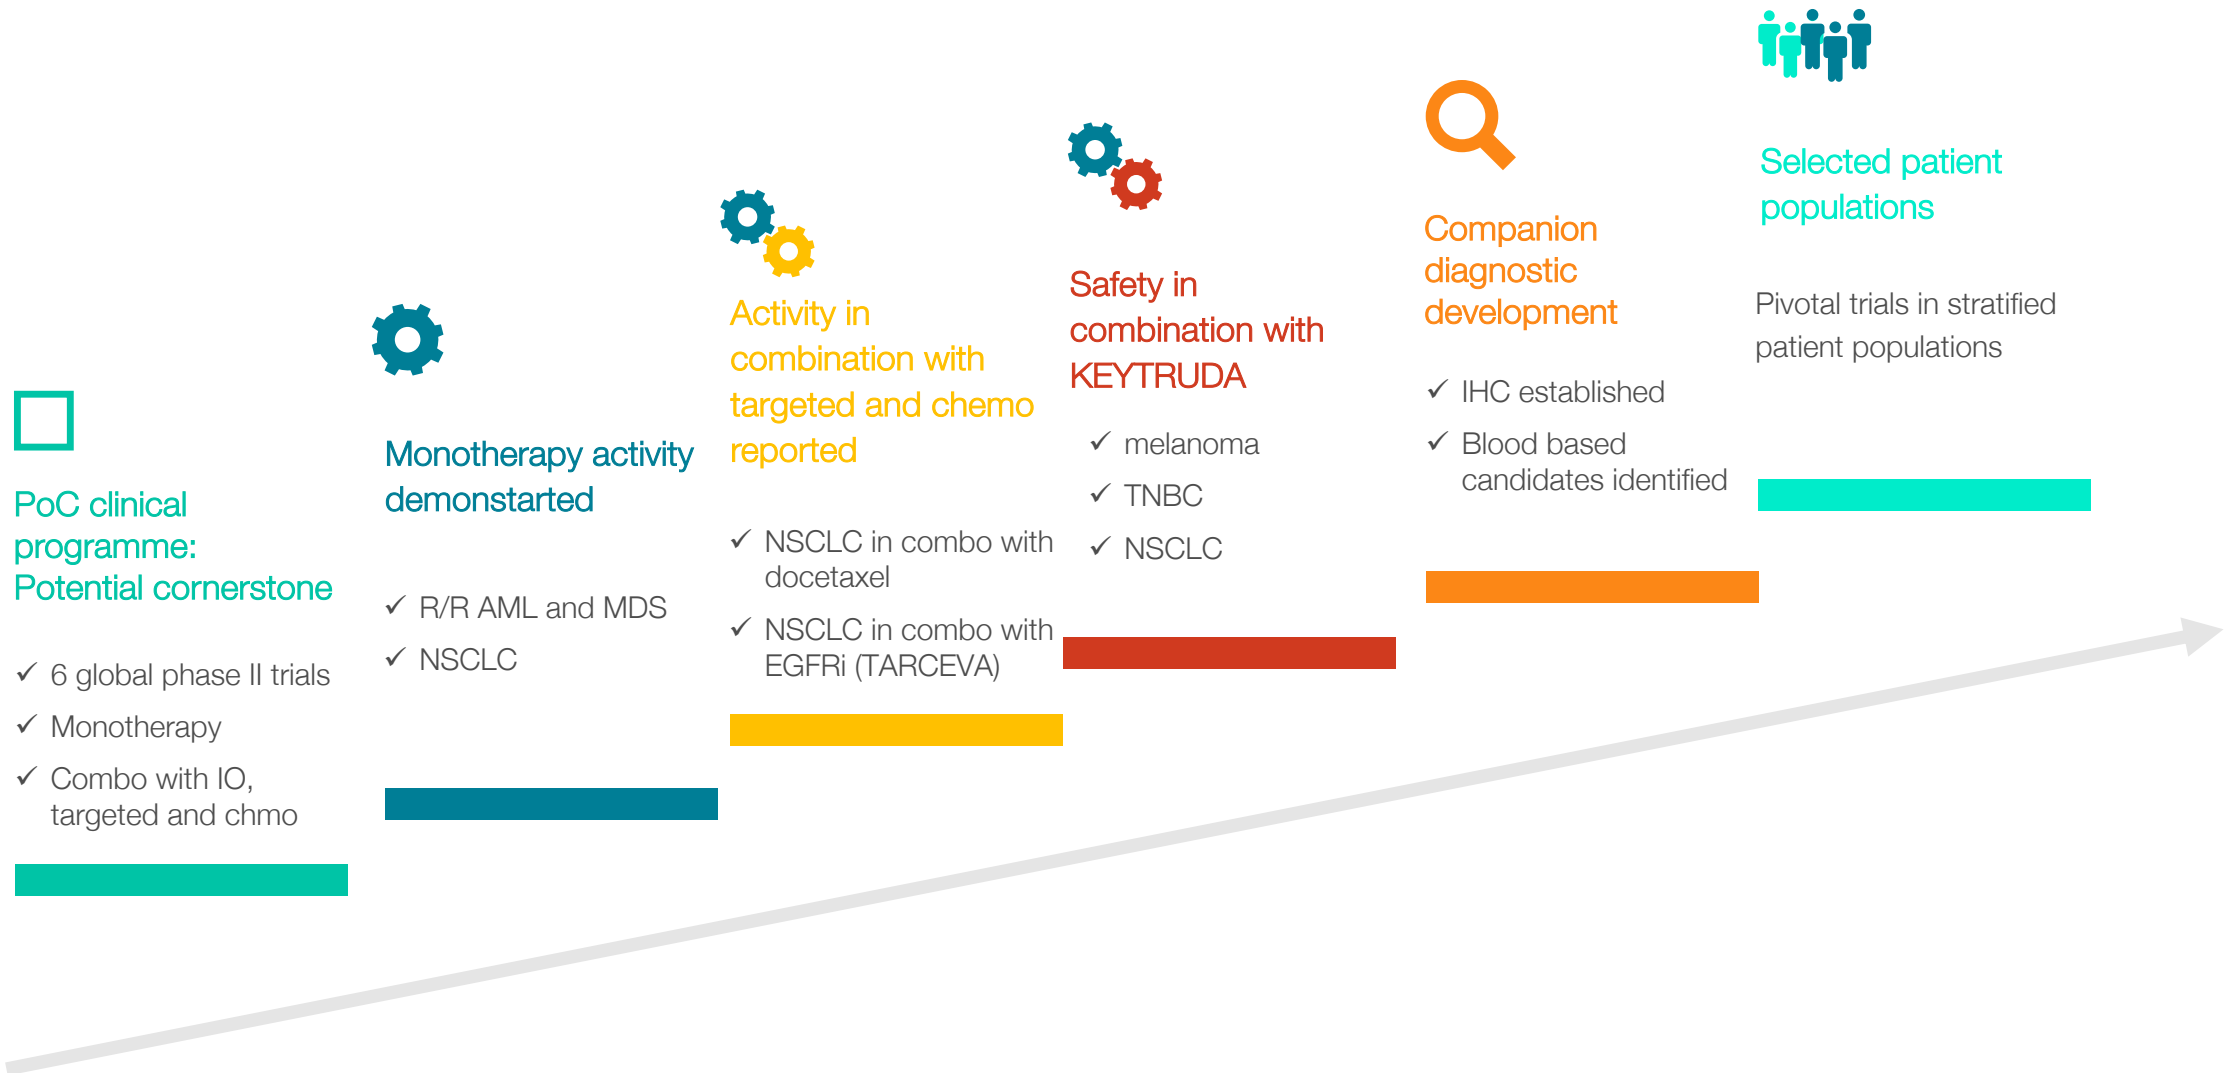 PoC clinical
programme:
Potential cornerstone
✓ 6 global phase II trials
✓ Monotherapy
✓ Combo with IO,
targeted and chmo
Monotherapy activity
demonstarted
✓ R/R AML and MDS
✓ NSCLC
Activity in
combination with
targeted and chemo
reported
✓ NSCLC in combo with
docetaxel
✓ NSCLC in combo with
EGFRi (TARCEVA)
Safety in
combination with
KEYTRUDA
✓ melanoma
✓ TNBC
✓ NSCLC
Companion
diagnostic
development
✓ IHC established
✓ Blood based
candidates identified
Selected patient
populations
Pivotal trials in stratified
patient populations